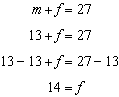 m + f = 27
13 + f = 27
13 − 13 + f = 27 − 13
14 = f